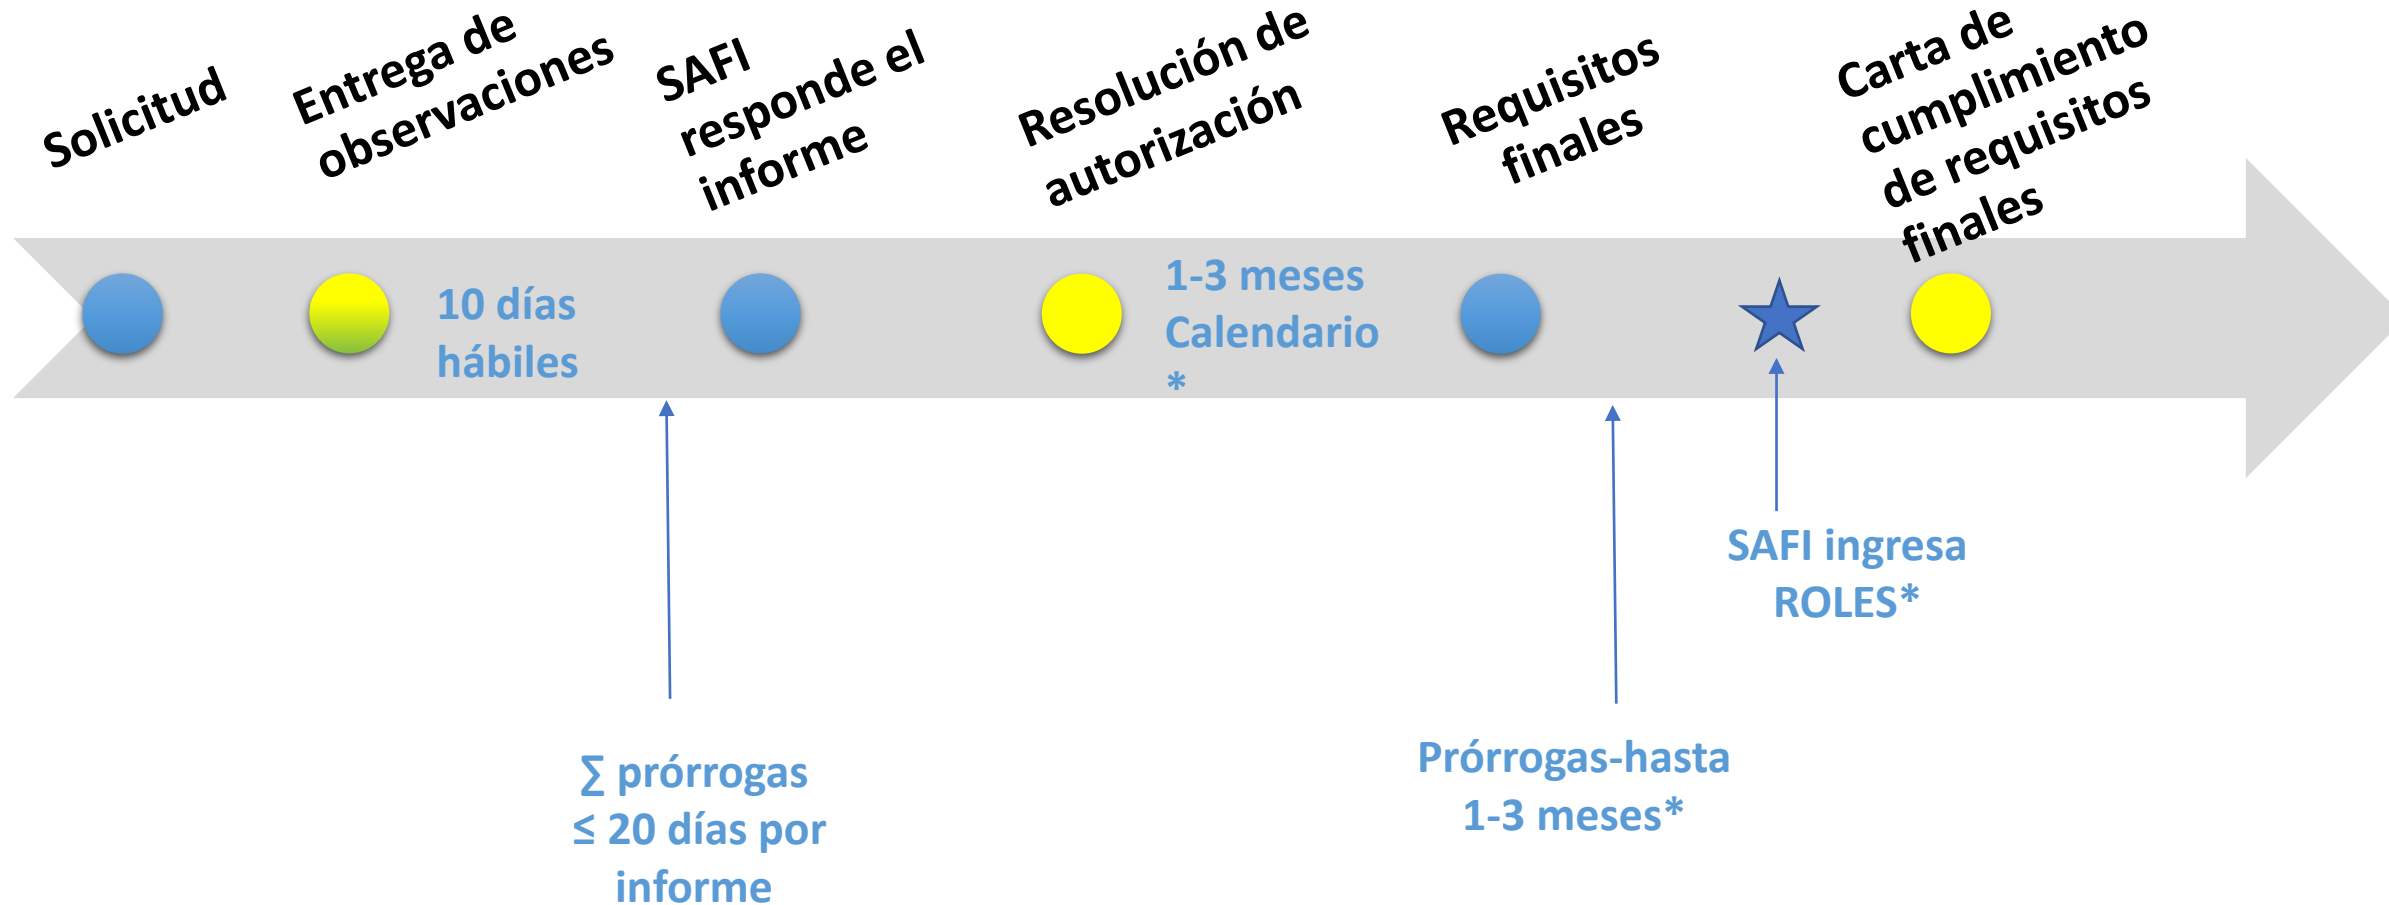 Solicitud
Entrega de
observaciones
SAFI
responde el
informe
Resolución de
autorización
Requisitos
finales
Carta de
cumplimiento
de requisitos
finales
10 días
hábiles
1-3 meses
Calendario
*
SAFI ingresa
ROLES*
∑ prórrogas
≤ 20 días por
informe
Prórrogas-hasta
1-3 meses*